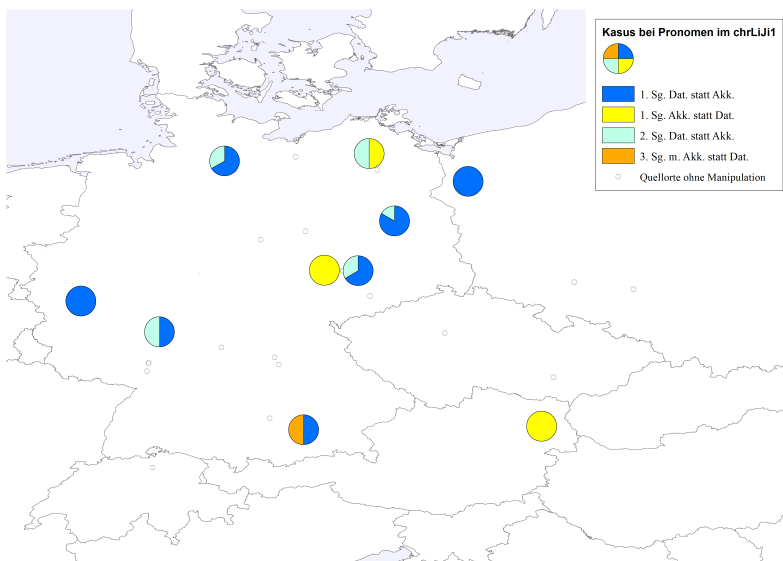 Kasus bei Pronomen im chrLiJi1
1. Sg. Dat. statt Akk.
1. Sg. Akk. statt Dat.
2. Sg. Dat. statt Akk.
3. Sg. m. Akk. statt Dat.
Quellorte ohne Manipulation